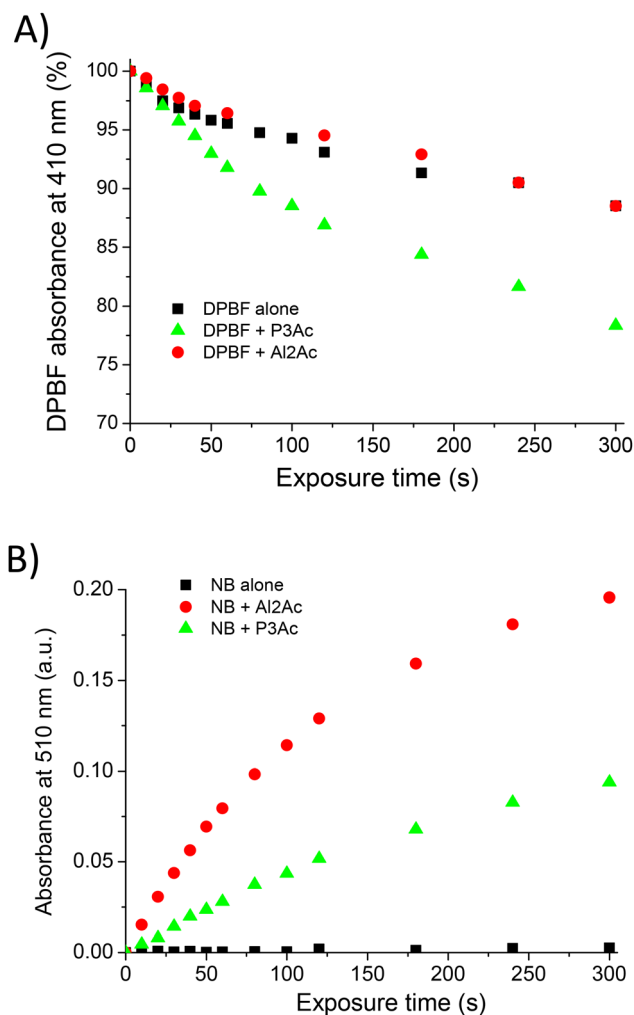 A)
DPBF absorbance at 410 nm (%)
100
95
90
85
80
75
70
DPBF alone
DPBF + P3Ac
DPBF + Al2Ac
0 50 100 150 200 250 300
Exposure time (s)
B)
Absorbance at 510 nm (a.u.)
0.20
0.15
0.10
0.05
0.00
NB alone
NB + Al2Ac
NB + P3Ac
0 50 100 150 200 250 300
Exposure time (s)